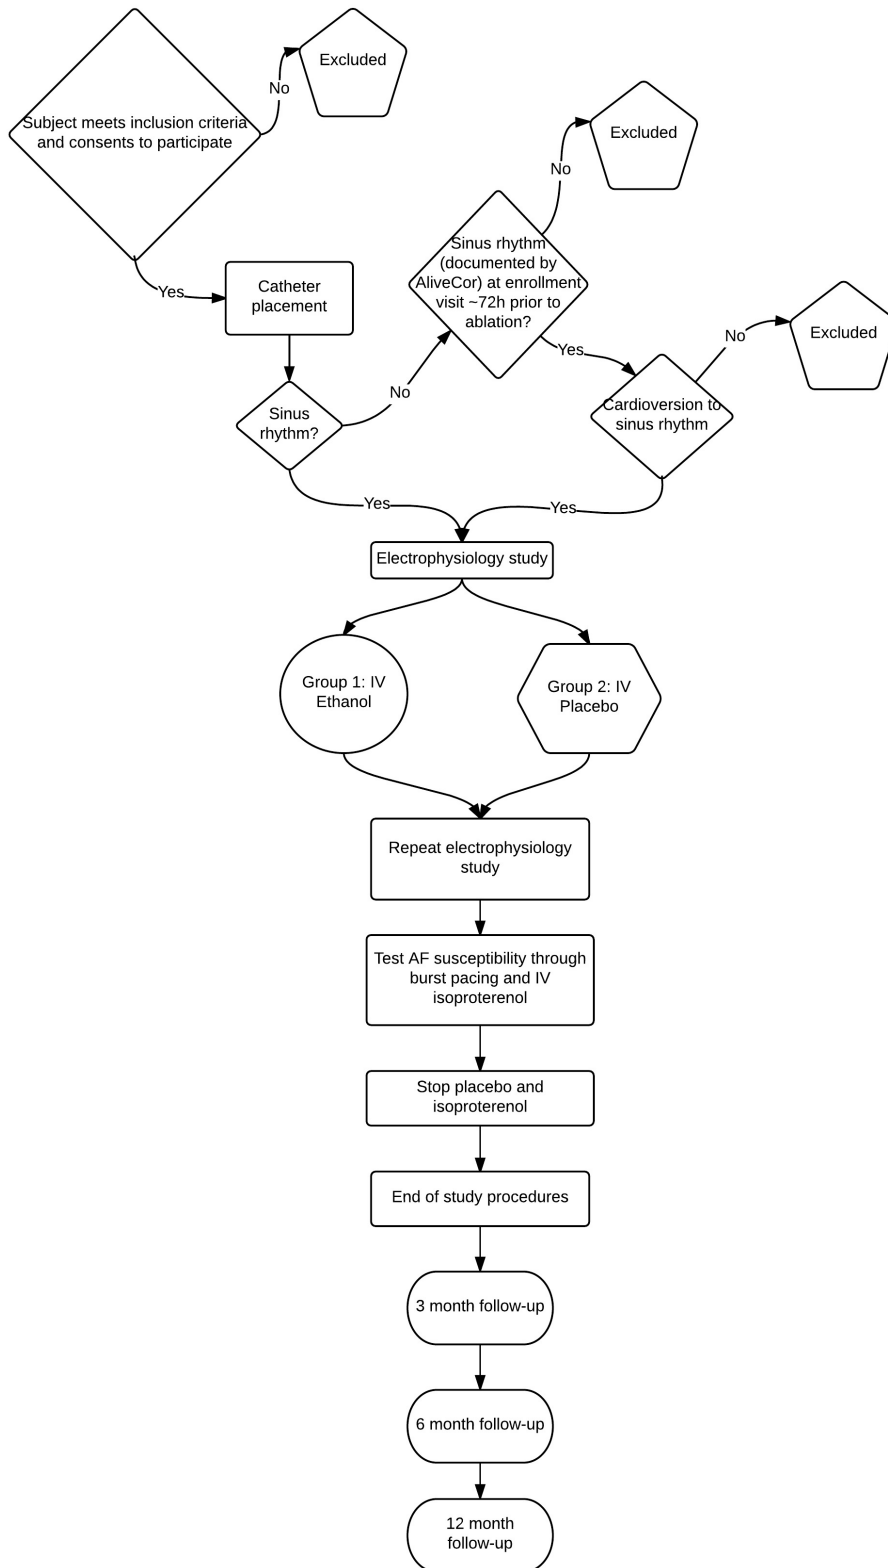 Subject meets inclusion criteria
and consents to participate
No
Excluded
Yes
Catheter
placement
Sinus
rhythm?
No
Sinus rhythm
(documented by
AliveCor) at enrollment
visit ~72h prior to
ablation?
No
Excluded
Yes
Cardioversion to
sinus rhythm
No
Excluded
Yes
Yes
Electrophysiology study
Group 1: IV
Ethanol
Group 2: IV
Placebo
Repeat electrophysiology
study
Test AF susceptibility through
burst pacing and IV
isoproterenol
Stop placebo and
isoproterenol
End of study procedures
3 month follow-up
6 month follow-up
12 month
follow-up